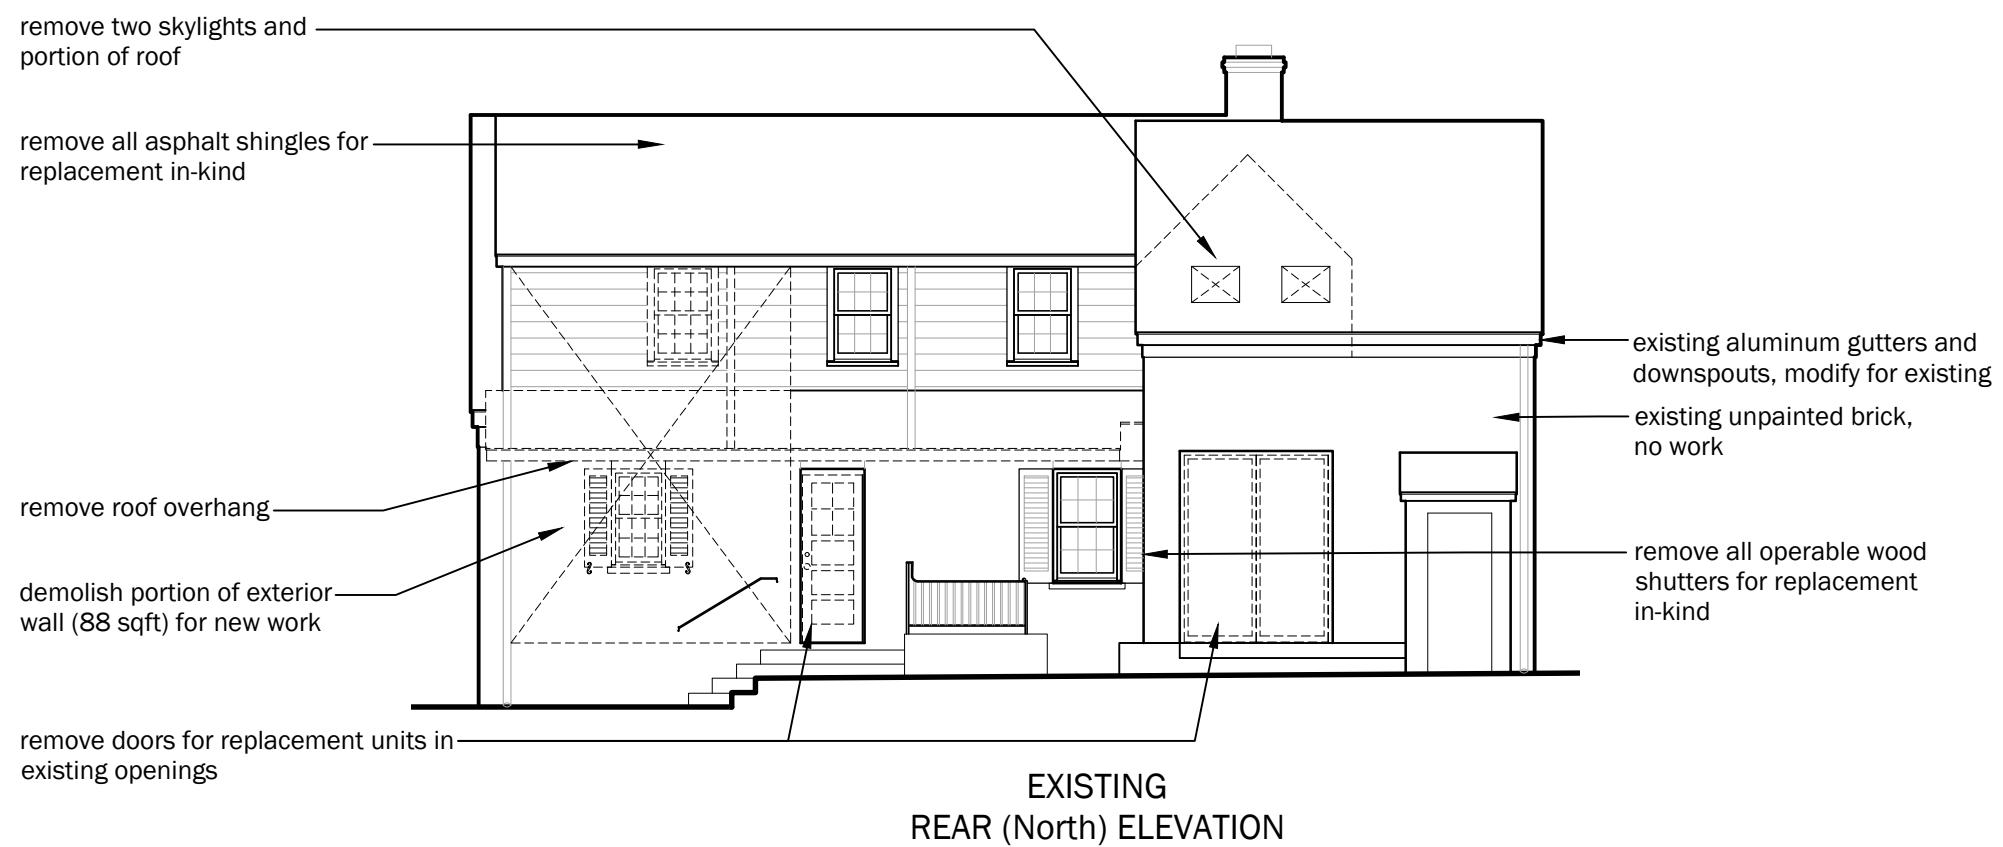 remove two skylights and
portion of roof
remove all asphalt shingles for
replacement in-kind
existing aluminum gutters and
downspouts, modify for existing
existing unpainted brick,
no work
remove roof overhang
remove all operable wood
shutters for replacement
in-kind
demolish portion of exterior
wall (88 sqft) for new work
remove doors for replacement units in
existing openings
EXISTING
REAR (North) ELEVATION